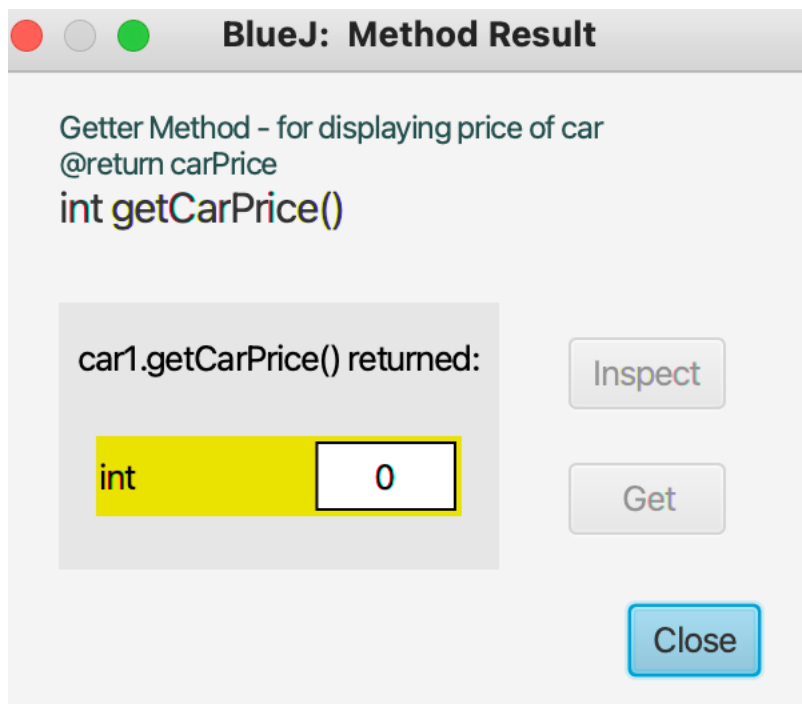 BlueJ: Method Result
Getter Method - for displaying price of car
@return carPrice
int getCarPrice()
car1.getCarPrice() returned:
Inspect
int 0
Get
Close